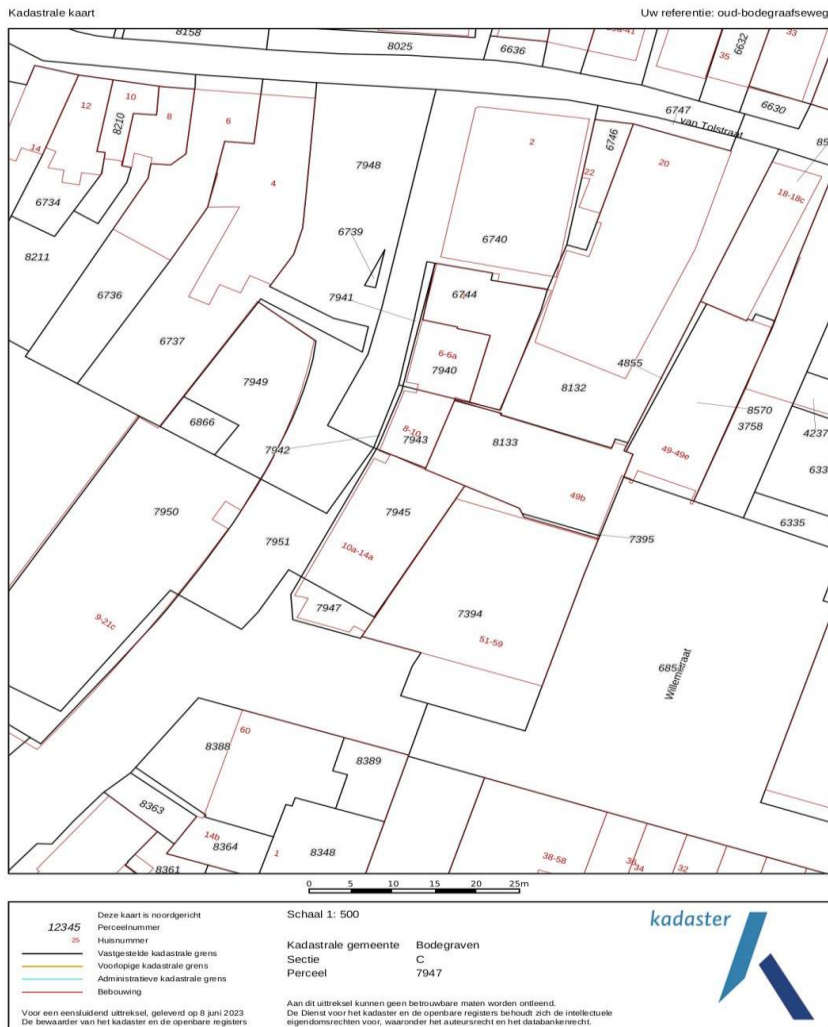 Kadastrale kaart
Uw referentie: oud-bodegraafseweg
8158
8025
6636
35
6632
33
12
10
8210
8
6
6747
6630
van Tolstraat
14
4
7948
2
22
6746
20
18-18c
6734
8211
6739
6740
6736
7941
6744
6737
6-6a
7940
4855
7949
8132
8570
3758
4237
6866
8-10
7943
7942
8133
49-49e
49b
6335
7950
7945
7951
10a-14a
7395
7947
7394
9-21c
51-59
Willemstraat
60
8388
8389
8363
14b
8364
1
8348
8361
38-58
36
34
32
0 5 10 15 20 25m
Deze kaart is noordgericht
12345 Perceelnummer
25 Huisnummer
Vastgestelde kadastrale grens
Voorlopige kadastrale grens
Administratieve kadastrale grens
Bebouwing
Voor een eensluidend uittreksel, geleverd op 8 juni 2023
De bewaarder van het kadaster en de openbare registers
Schaal 1: 500
Kadastrale gemeente Bodegraven
Sectie C
Perceel 7947
Aan dit uittreksel kunnen geen betrouwbare maten worden ontleend.
De Dienst voor het kadaster en de openbare registers behoudt zich de intellectuele
eigendomsrechten voor, waaronder het auteursrecht en het databankenrecht.
kadaster